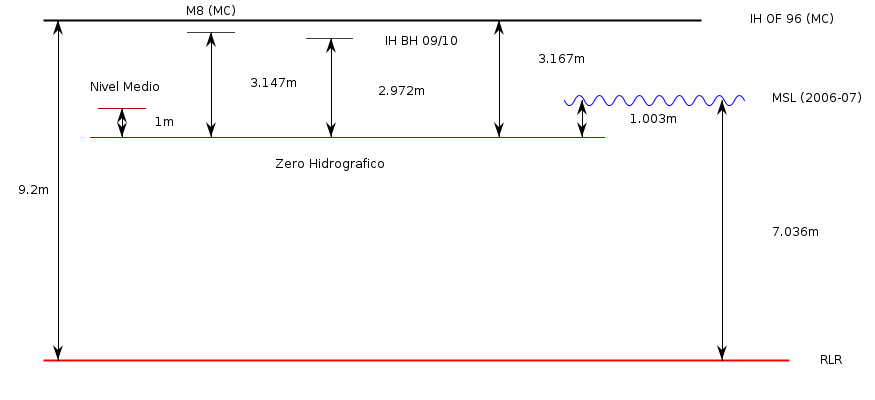 M8 (MC)
IH OF 96 (MC)
IH BH 09/10
3.167m
Nivel Medio
3.147m
2.972m
MSL (2006-07)
1m
1.003m
Zero Hidrografico
9.2m
7.036m
RLR